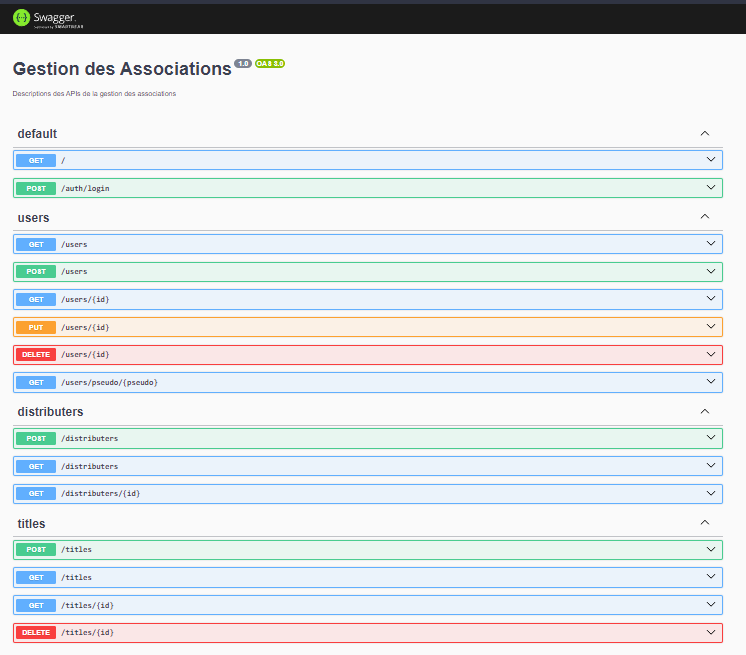 Swagger.
Supported by SMARTBEAR
Gestion des Associations 1.0 OAS 3.0
Descriptions des APIs de la gestion des associations
default
GET /
POST /auth/login
users
GET /users
POST /users
GET /users/{id}
PUT /users/{id}
DELETE /users/{id}
GET /users/pseudo/{pseudo}
distributers
POST /distributers
GET /distributers
GET /distributers/{id}
titles
POST /titles
GET /titles
GET /titles/{id}
DELETE /titles/{id}